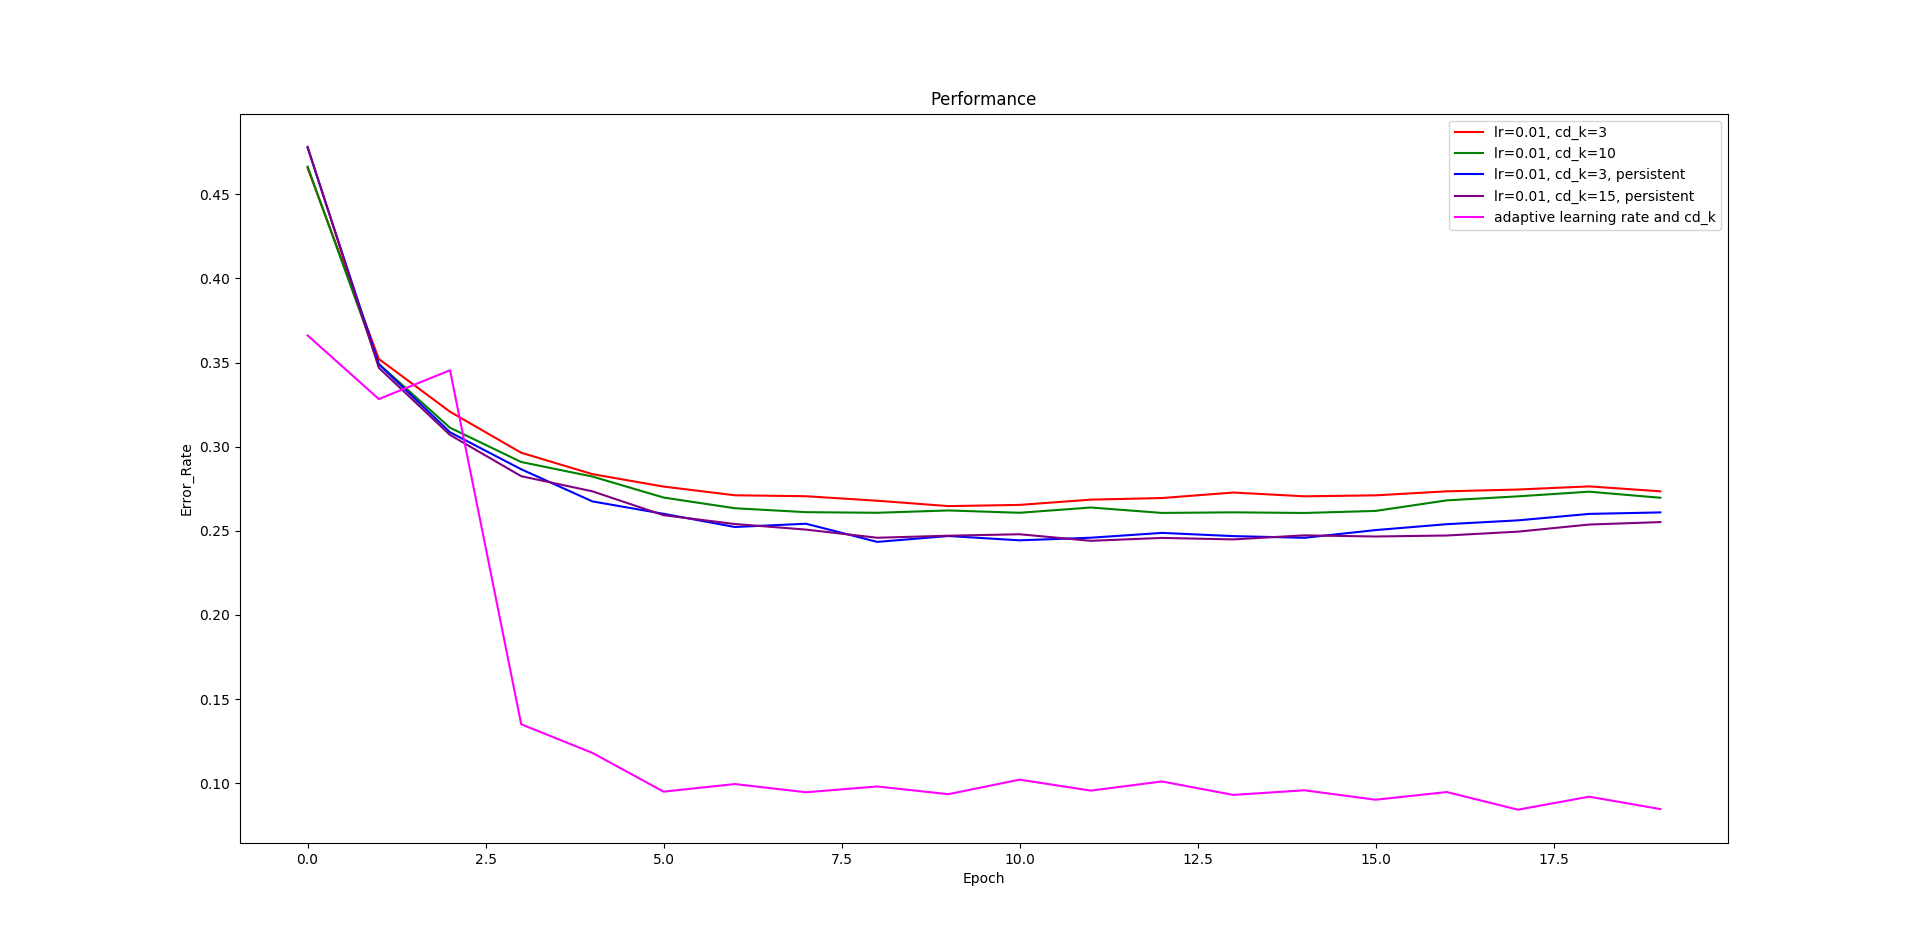 Performance
lr=0.01, cd_k=3
lr=0.01, cd_k=10
lr=0.01, cd_k=3, persistent
lr=0.01, cd_k=15, persistent
adaptive learning rate and cd_k
Error_Rate
0.45
0.40
0.35
0.30
0.25
0.20
0.15
0.10
0.0 2.5 5.0 7.5 10.0 12.5 15.0 17.5
Epoch